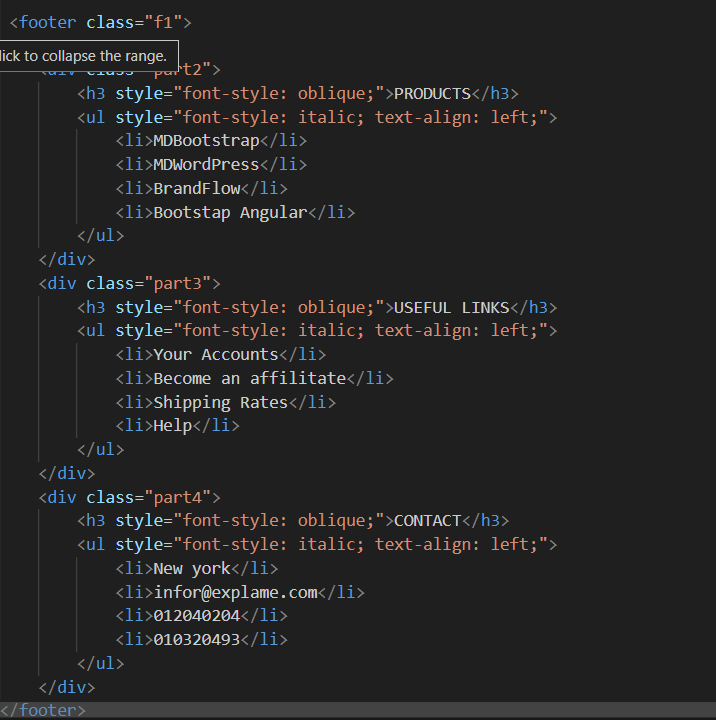 <footer class="f1">
lick to collapse the range.
part2">
<h3 style="font-style: oblique;">PRODUCTS</h3>
<ul style="font-style: italic; text-align: left;">
<li>MDBootstrap</li>
<li>MDWordPress</li>
<li>BrandFlow</li>
<li>Bootstap Angular</li>
</ul>
</div>
<div class="part3">
<h3 style="font-style: oblique;">USEFUL LINKS</h3>
<ul style="font-style: italic; text-align: left;">
<li>Your Accounts</li>
<li>Become an affilitate</li>
<li>Shipping Rates</li>
<li>Help</li>
</ul>
</div>
<div class="part4">
<h3 style="font-style: oblique;">CONTACT</h3>
<ul style="font-style: italic; text-align: left;">
<li>New york</li>
<li>infor@explame.com</li>
<li>012040204</li>
<li>010320493</li>
</ul>
</div>
</footer>